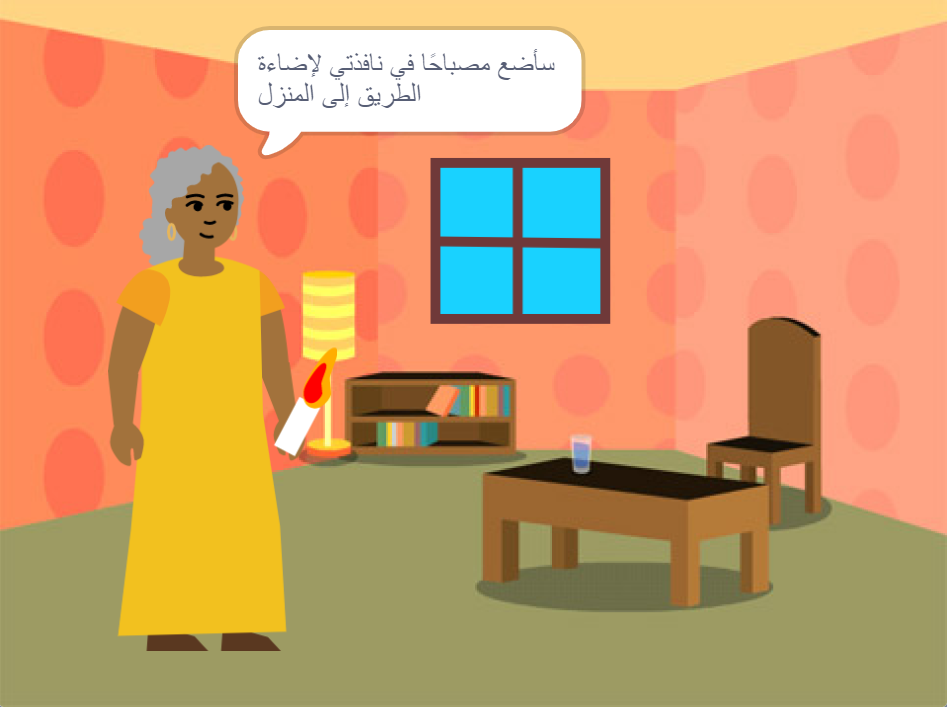 سأضع مصباحًا في نافذتي لإضاءة
الطريق إلى المنزل